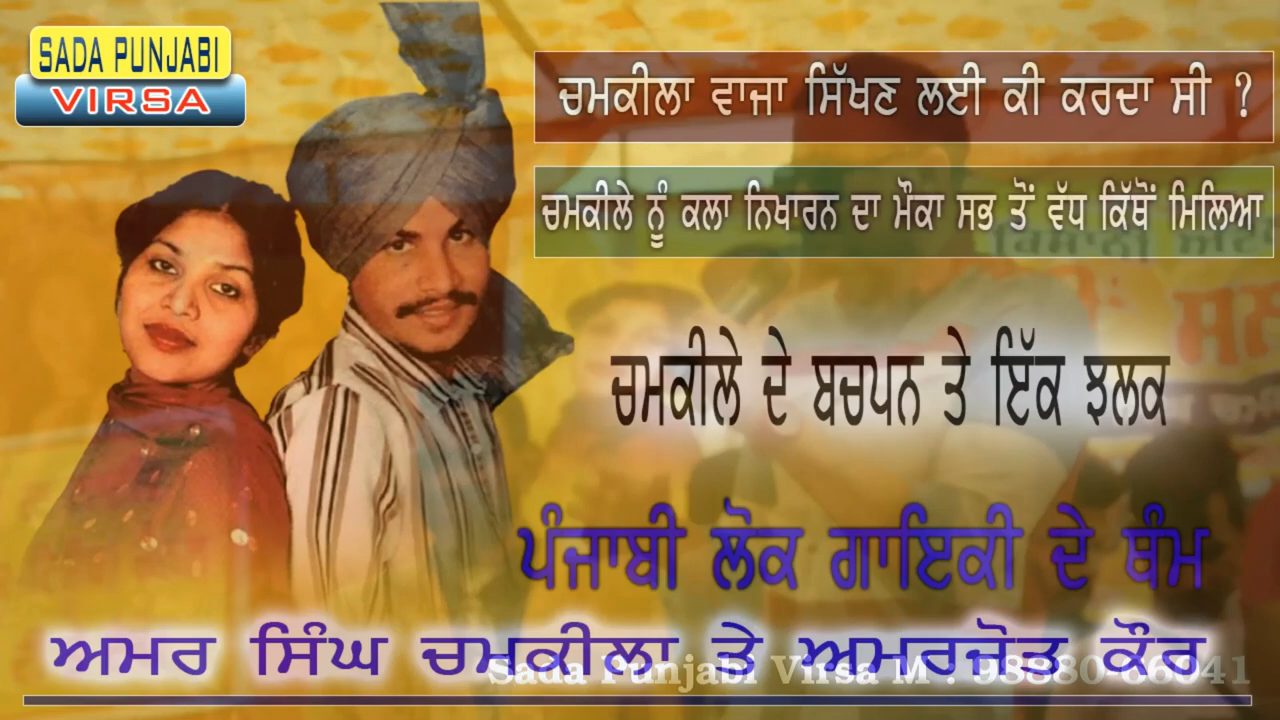 SADA PUNJABI
VIRSA
ਚਮਕੀਲਾ ਵਾਜਾ ਸਿੱਖਣ ਲਈ ਕੀ ਕਰਦਾ ਸੀ ?
ਚਮਕੀਲੇ ਨੂੰ ਕਲਾ ਨਿਖਾਰਨ ਦਾ ਮੌਕਾ ਸਭ ਤੋਂ ਵੱਧ ਕਿੱਥੋਂ ਮਿਲਿਆ
ਚਮਕੀਲੇ ਦੇ ਬਚਪਨ ਤੇ ਇੱਕ ਝਲਕ
ਪੰਜਾਬੀ ਲੋਕ ਗਾਇਕੀ ਦੇ ਥੰਮ
ਅਮਰ ਸਿੰਘ ਚਮਕੀਲਾ ਤੇ ਅਮਰਜੋਤ ਕੌਰ
Sada Punjabi Virsa M : 98880-66041